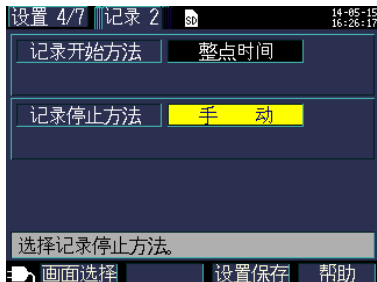 设置 4/7 记录 2 SD 14-05-15
16:26:17
记录开始方法 整点时间
记录停止方法 手 动
选择记录停止方法。
画面选择 设置保存 帮助